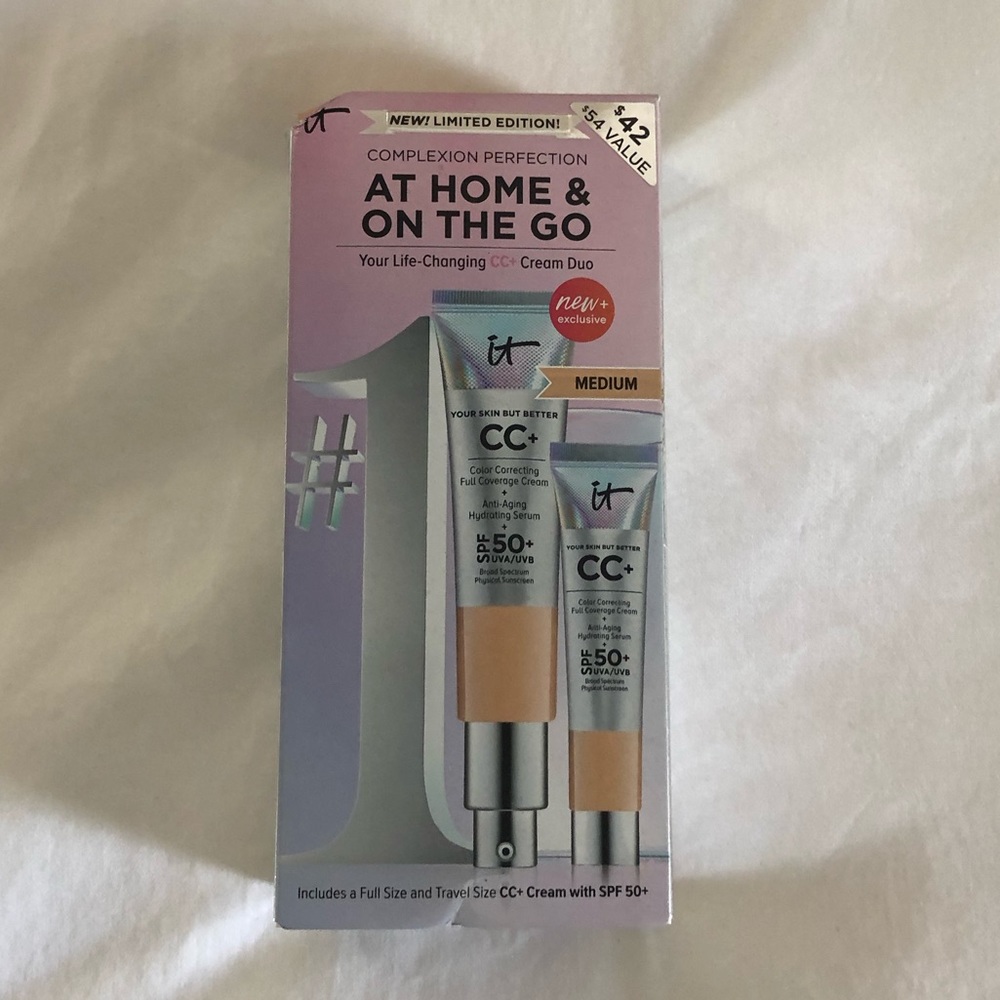 it
NEW! LIMITED EDITION!
$42
$54 VALUE
COMPLEXION PERFECTION
AT HOME &
ON THE GO
Your Life-Changing CC+ Cream Duo
new+
exclusive
it
MEDIUM
YOUR SKIN BUT BETTER
CC+
Color Correcting
Full Coverage Cream
+
Anti-Aging
Hydrating Serum
+
SPF 50+
UVA/UVB
Broad Spectrum
Physical Sunscreen
#1
it
YOUR SKIN BUT BETTER
CC+
Color Correcting
Full Coverage Cream
+
Anti-Aging
Hydrating Serum
+
SPF 50+
UVA/UVB
Broad Spectrum
Physical Sunscreen
Includes a Full Size and Travel Size CC+ Cream with SPF 50+